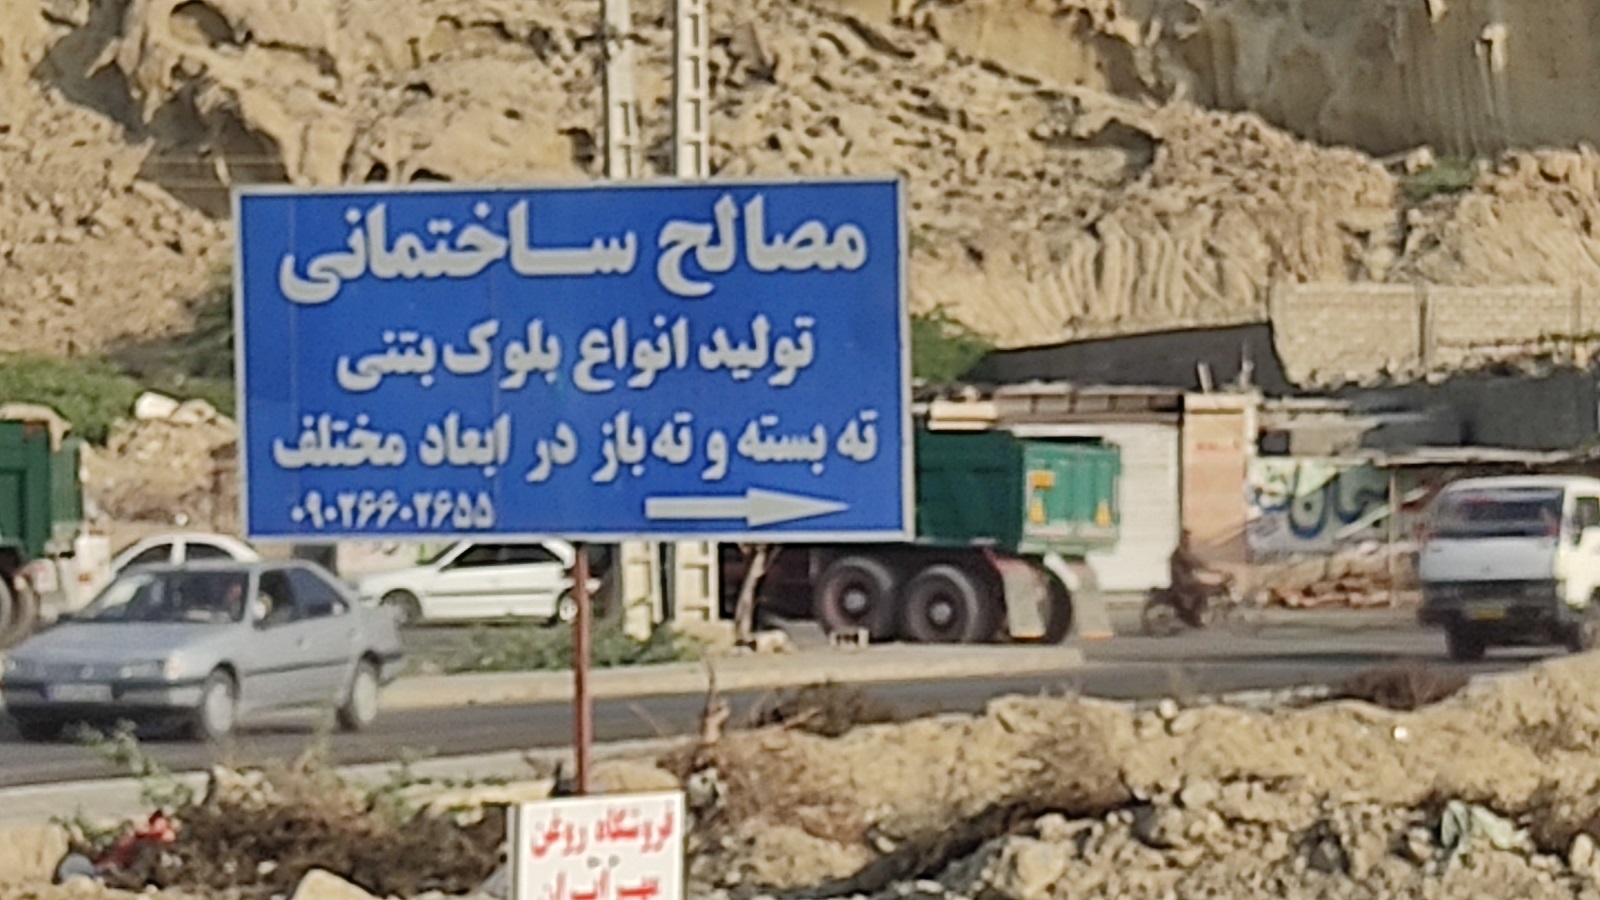 مصالح ساختمانی
تولید انواع بلوک بتنی
ته بسته و ته باز در ابعاد مختلف
۰۹۰۲۶۶۰۲۶۵۵
فروشگاه روغن